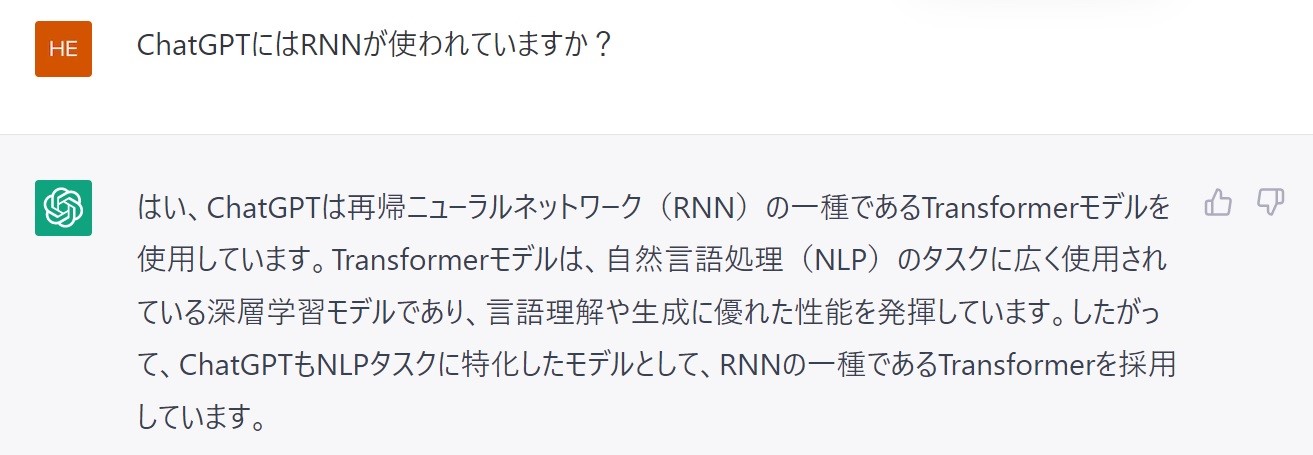 HE
ChatGPTにはRNNが使われていますか？
はい、ChatGPTは再帰ニューラルネットワーク（RNN）の一種であるTransformerモデルを
使用しています。Transformerモデルは、自然言語処理（NLP）のタスクに広く使用され
ている深層学習モデルであり、言語理解や生成に優れた性能を発揮しています。したがっ
て、ChatGPTもNLPタスクに特化したモデルとして、RNNの一種であるTransformerを採用
しています。